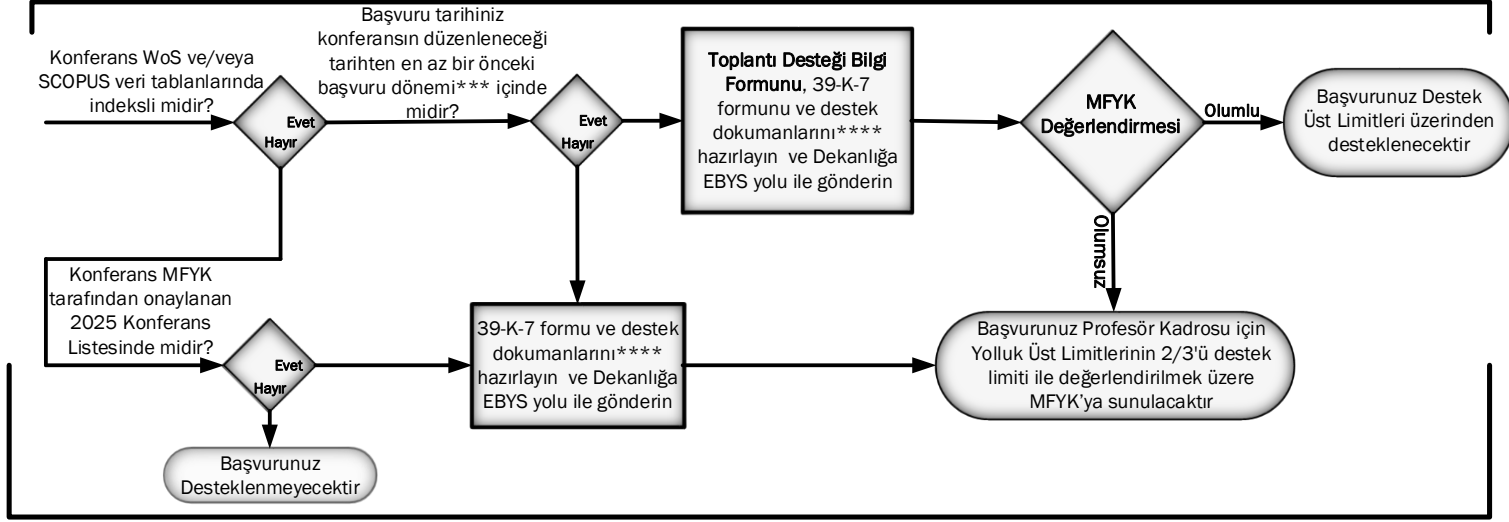 Konferans WoS ve/veya
SCOPUS veri tablanlarında
indeksli midir?
Evet
Hayır
Başvuru tarihiniz
konferansın düzenleneceği
tarihten en az bir önceki
başvuru dönemi*** içinde
midir?
Evet
Hayır
Toplantı Desteği Bilgi
Formunu, 39-K-7
formunu ve destek
dokumanlarını****
hazırlayın ve Dekanlığa
EBYS yolu ile gönderin
MFYK
Değerlendirmesi
Olumlu
Olumsuz
Başvurunuz Destek
Üst Limitleri üzerinden
desteklenecektir
Konferans MFYK
tarafından onaylanan
2025 Konferans
Listesinde midir?
Evet
Hayır
39-K-7 formu ve destek
dokumanlarını****
hazırlayın ve Dekanlığa
EBYS yolu ile gönderin
Başvurunuz Profesör Kadrosu için
Yolluk Üst Limitlerinin 2/3'ü destek
limiti ile değerlendirilmek üzere
MFYK’ya sunulacaktır
Başvurunuz
Desteklenmeyecektir